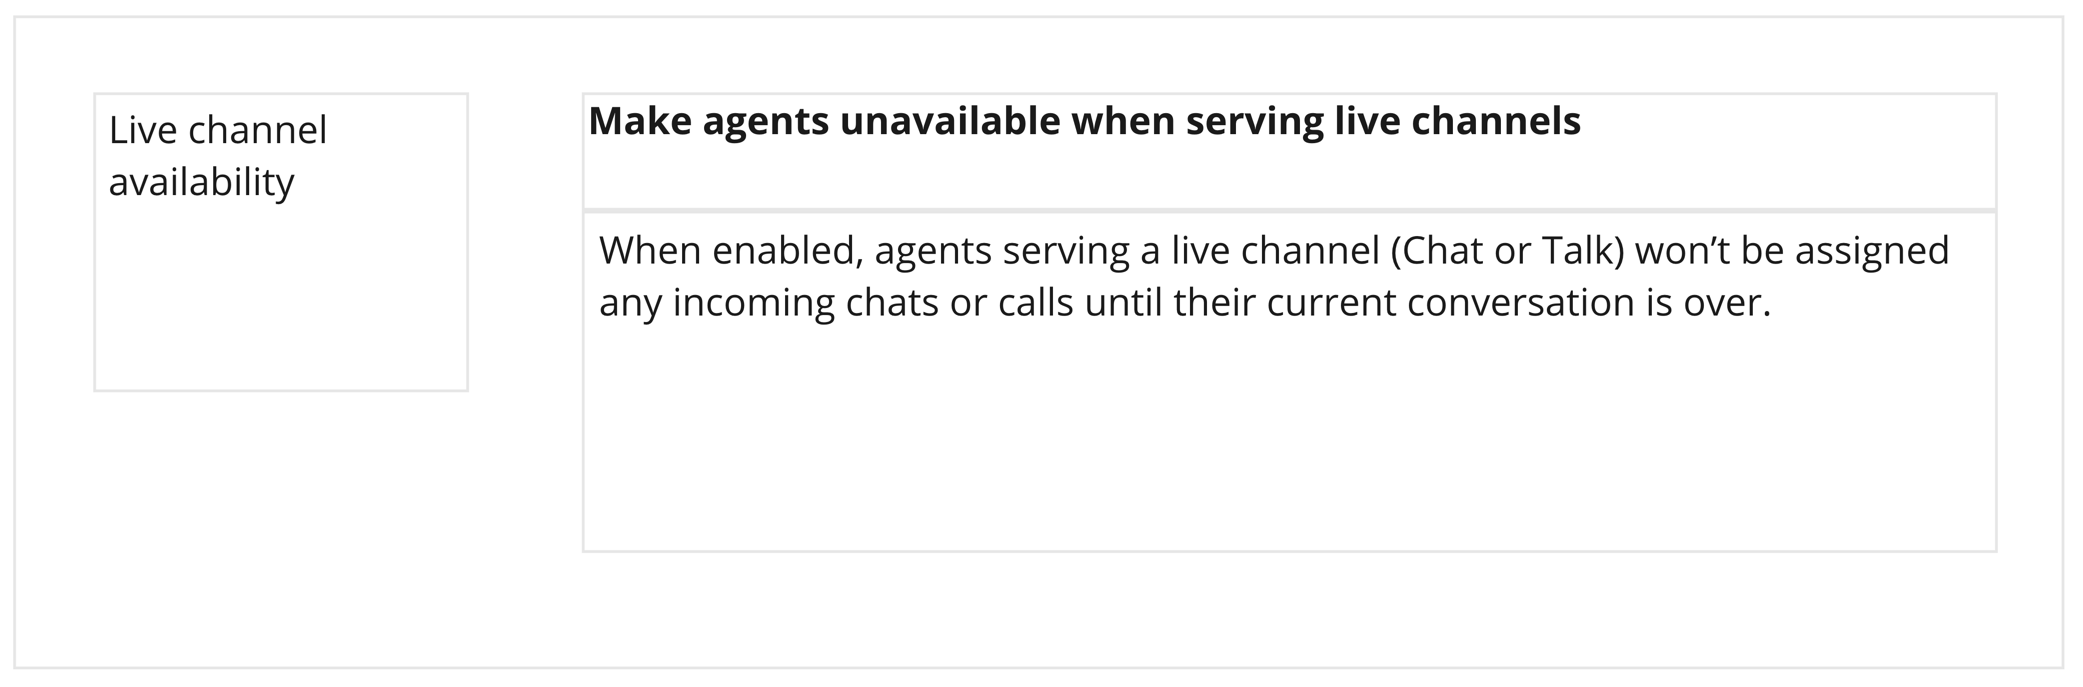 Live channel
availability
Make agents unavailable when serving live channels
When enabled, agents serving a live channel (Chat or Talk) won’t be assigned
any incoming chats or calls until their current conversation is over.